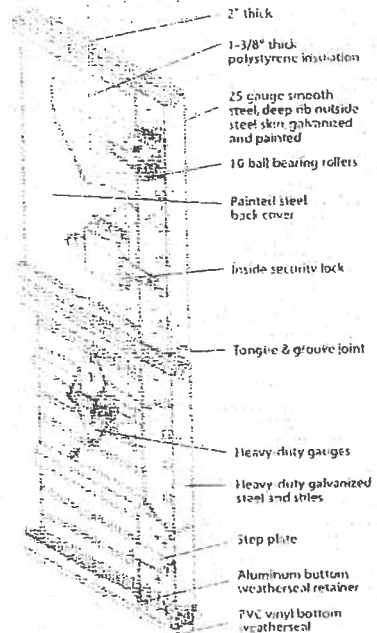 2" thick
1-3/8" thick
polystyrene insulation
25 gauge smooth
steel, deep rib outside
steel skin, galvanized
and painted
10 ball bearing rollers
Painted steel
back cover
Inside security lock
Tongue & groove joint
Heavy-duty gauges
Heavy-duty galvanized
steel end stiles
Step plate
Aluminum bottom
weatherseal retainer
PVC vinyl bottom
weatherseal